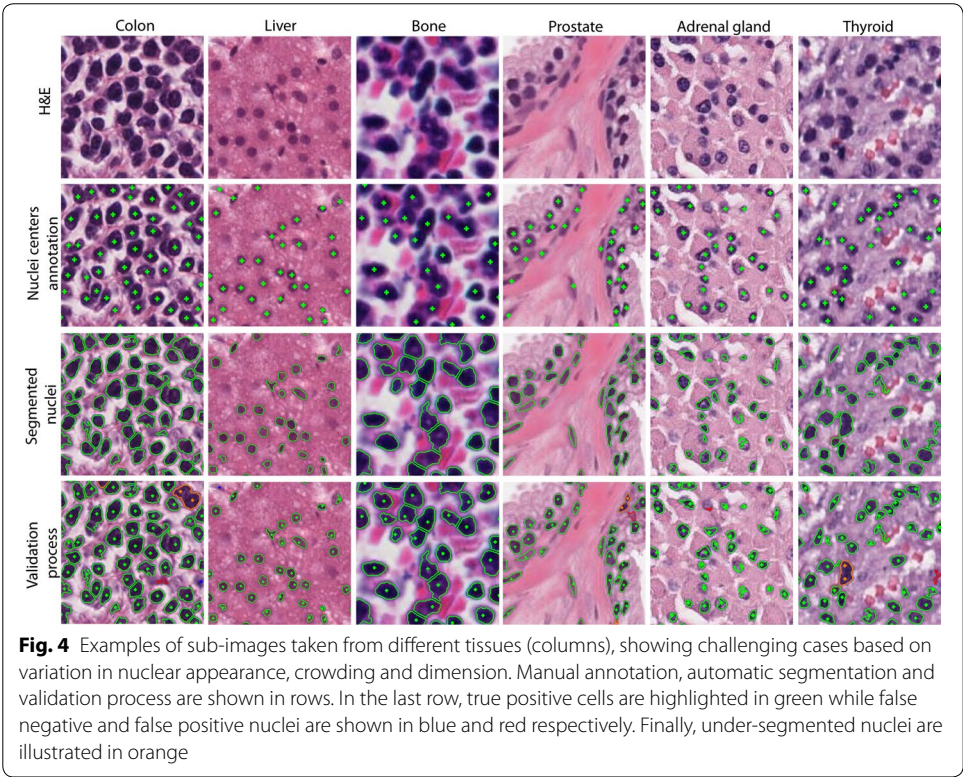 Colon Liver Bone Prostate Adrenal gland Thyroid
H&E
Nuclei centers
annotation
Segmented
nuclei
Validation
process
Fig. 4 Examples of sub-images taken from different tissues (columns), showing challenging cases based on
variation in nuclear appearance, crowding and dimension. Manual annotation, automatic segmentation and
validation process are shown in rows. In the last row, true positive cells are highlighted in green while false
negative and false positive nuclei are shown in blue and red respectively. Finally, under-segmented nuclei are
illustrated in orange